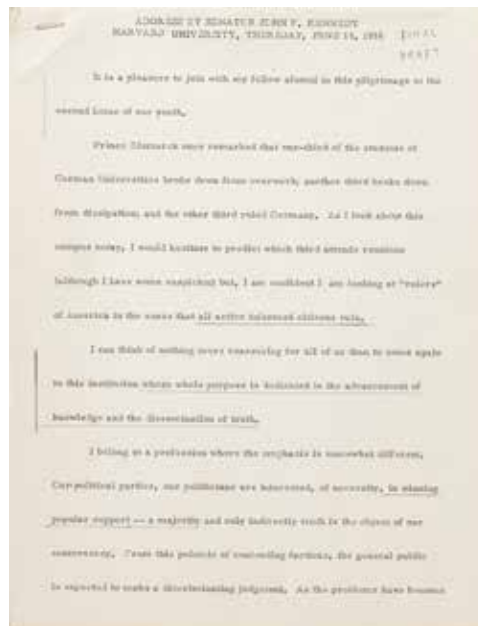 ADDRESS BY SENATOR JOHN F. KENNEDY
HARVARD UNIVERSITY, THURSDAY, JUNE 14, 1956
It is a pleasure to join with my fellow alumni in this pilgrimage to the
second home of our youth.
Prince Bismarck once remarked that one-third of the students of
German Universities broke down from overwork; another third broke down
from dissipation; and the other third ruled Germany. As I look about this
campus today, I would hesitate to predict which third attends reunions
(although I have some suspicion) but, I am confident I am looking at "rulers"
of America in the sense that all active informed citizens rule.
I can think of nothing more reassuring for all of us than to come again
to this institution whose whole purpose is dedicated to the advancement of
knowledge and the dissemination of truth.
I belong to a profession where the emphasis is somewhat different.
Our political parties, our politicians are interested, of necessity, in winning
popular support -- a majority and only indirectly truth is the object of our
controversy. From this polemic of contending factions, the general public
is expected to make a discriminating judgment. As the problems have become